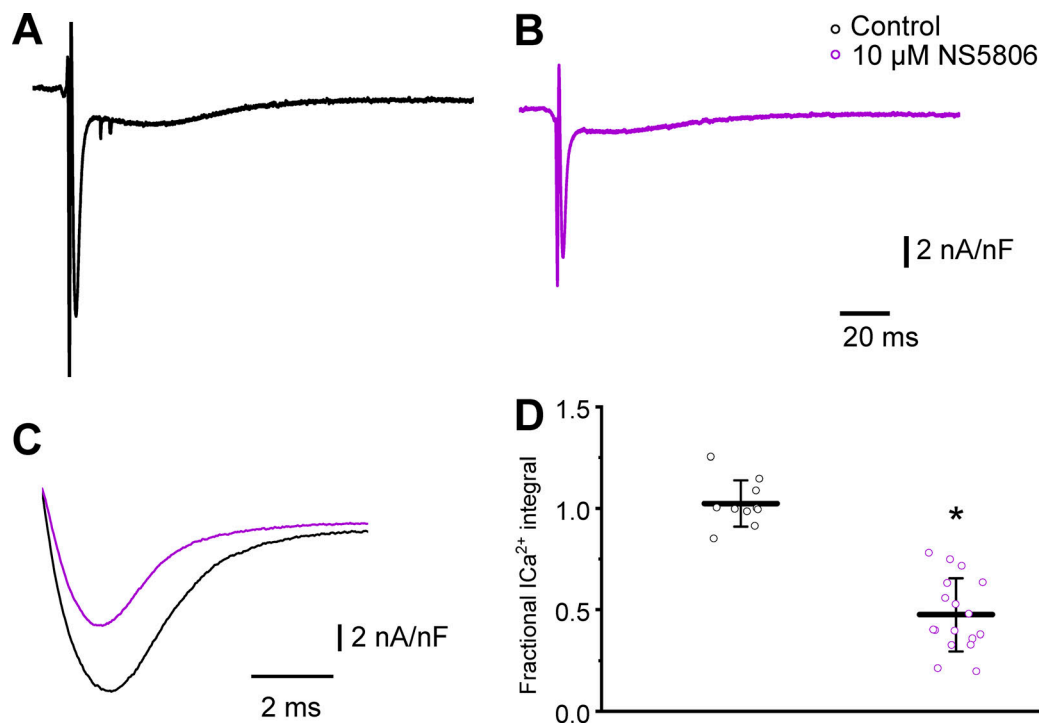 A
B
Control
10 µM NS5806
2 nA/nF
20 ms
C
2 nA/nF
2 ms
D
Fractional ICa²⁺ integral
1.5
1.0
0.5
0.0
*